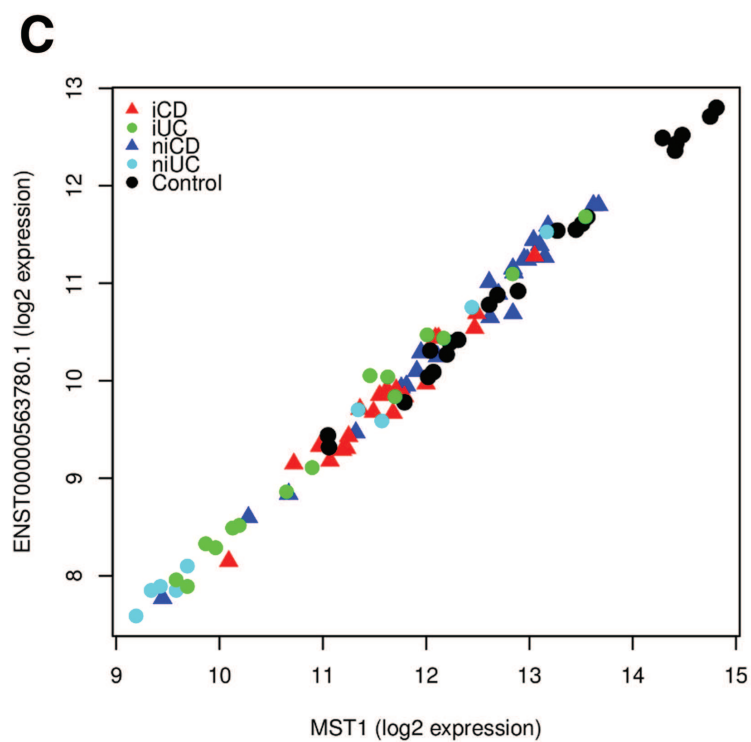 C
iCD
iUC
niCD
niUC
Control
13
12
11
10
9
8
ENST00000563780.1 (log2 expression)
9 10 11 12 13 14 15
MST1 (log2 expression)